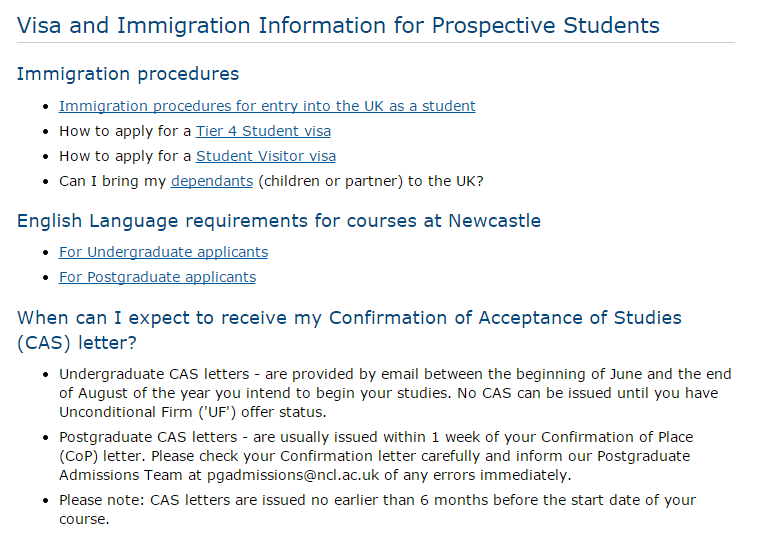 Visa and Immigration Information for Prospective Students
Immigration procedures
Immigration procedures for entry into the UK as a student
How to apply for a Tier 4 Student visa
How to apply for a Student Visitor visa
Can I bring my dependants (children or partner) to the UK?
English Language requirements for courses at Newcastle
For Undergraduate applicants
For Postgraduate applicants
When can I expect to receive my Confirmation of Acceptance of Studies
(CAS) letter?
Undergraduate CAS letters - are provided by email between the beginning of June and the end
of August of the year you intend to begin your studies. No CAS can be issued until you have
Unconditional Firm ('UF') offer status.
Postgraduate CAS letters - are usually issued within 1 week of your Confirmation of Place
(CoP) letter. Please check your Confirmation letter carefully and inform our Postgraduate
Admissions Team at pgadmissions@ncl.ac.uk of any errors immediately.
Please note: CAS letters are issued no earlier than 6 months before the start date of your
course.